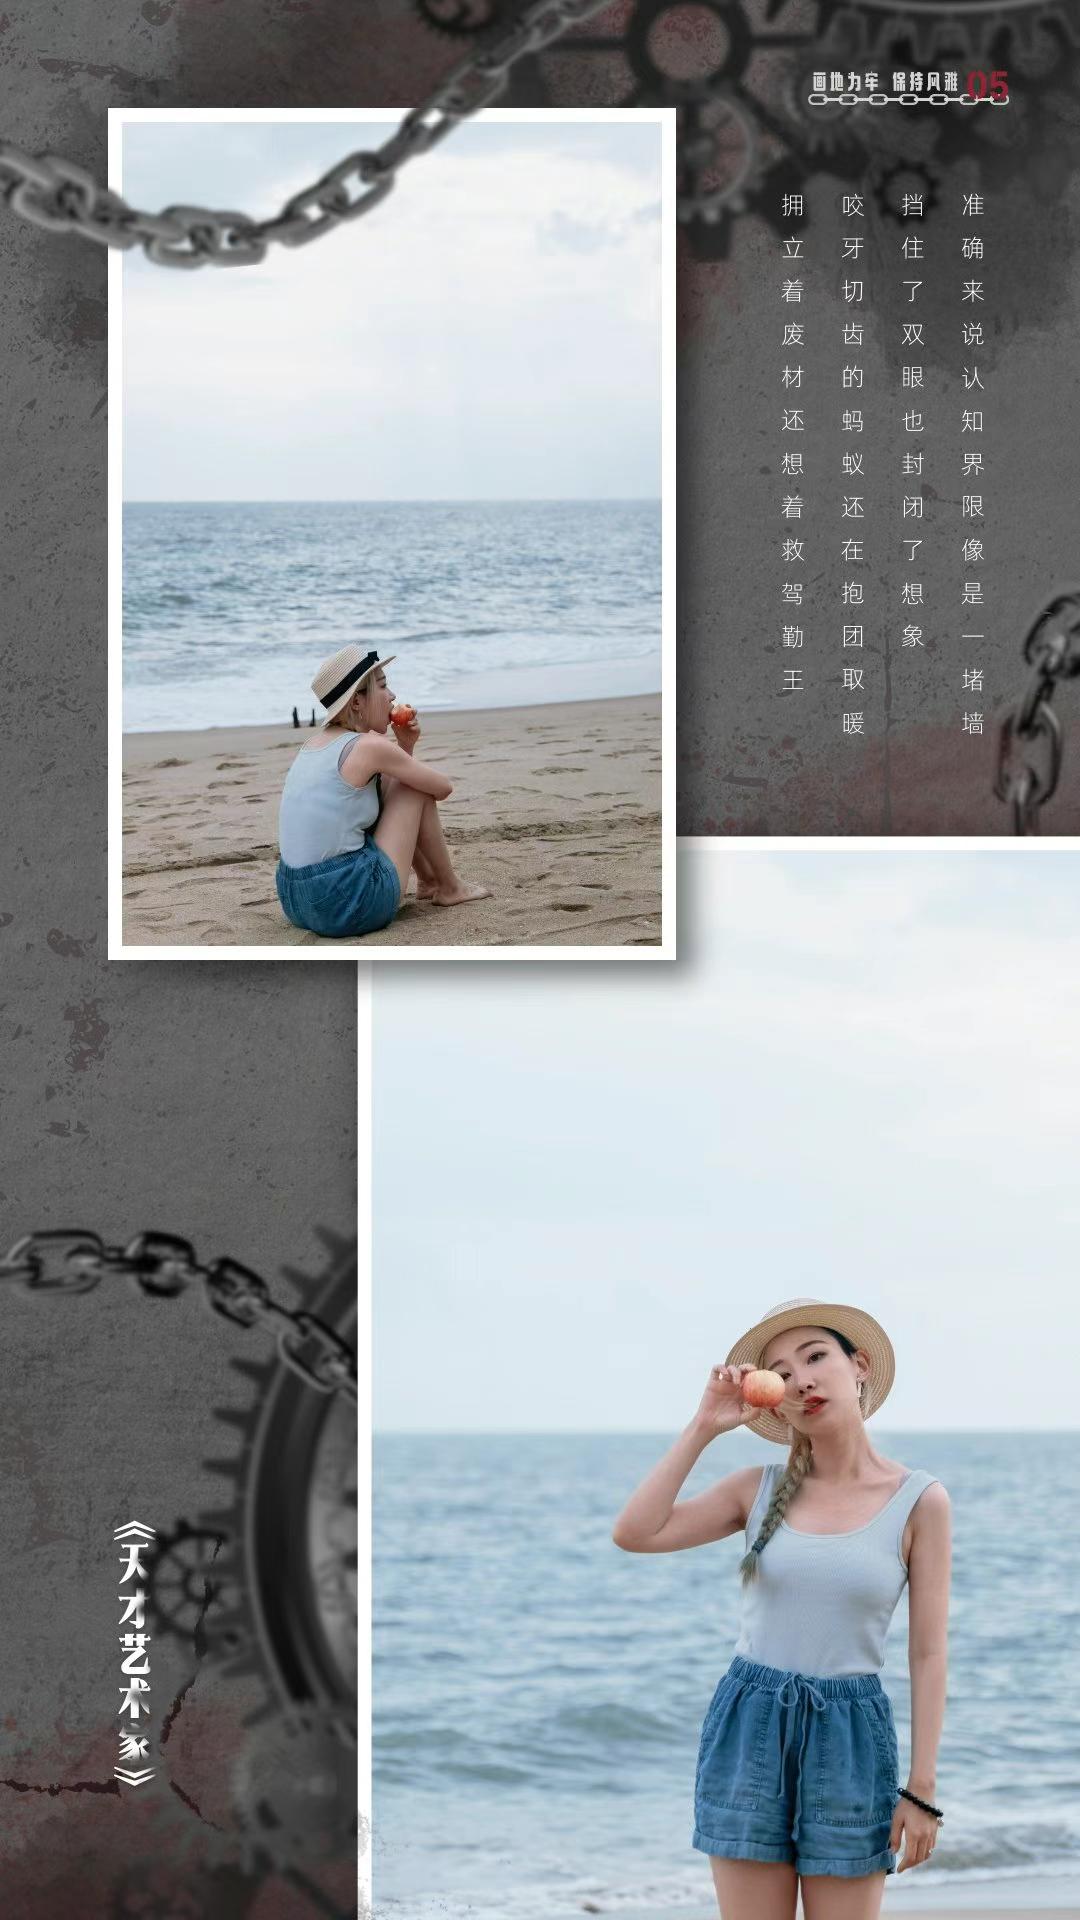 画地为车 保持风雅 05
准确来说认知界限像是一堵墙
挡住了双眼也封闭了想象
咬牙切齿的蚂蚁还在抱团取暖
拥立着废材还想着救驾勤王
《天才艺术家》